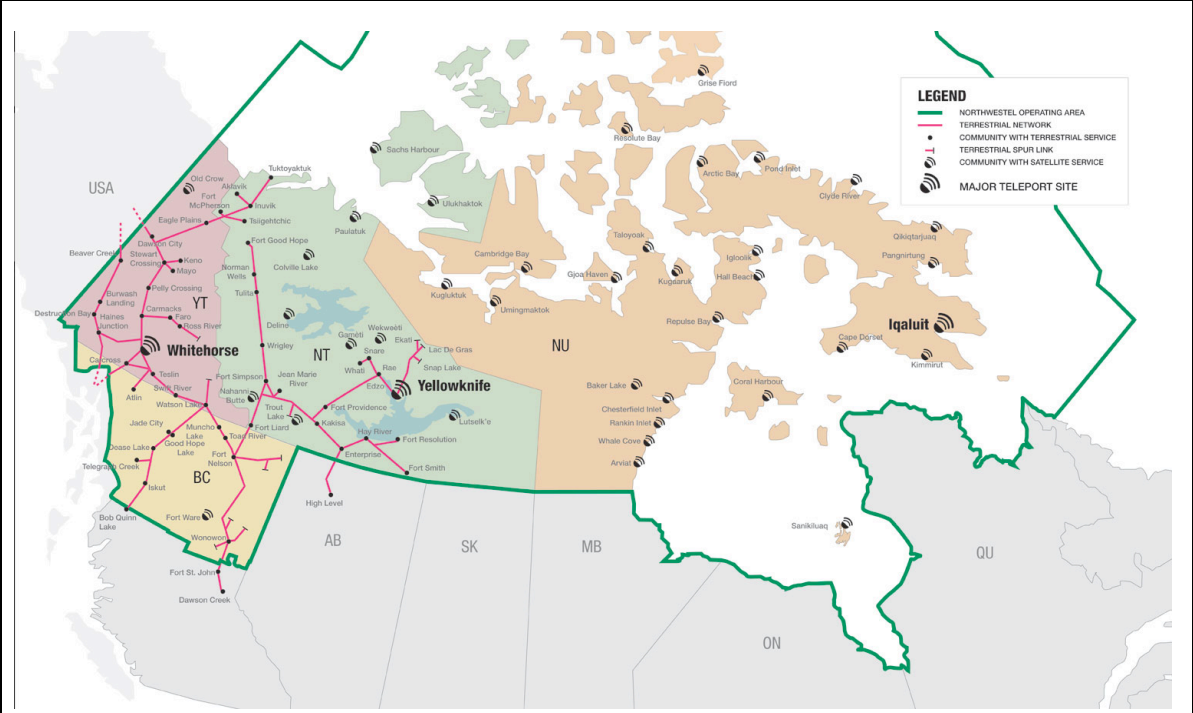 LEGEND
NORTHWESTEL OPERATING AREA
TERRESTRIAL NETWORK
COMMUNITY WITH TERRESTRIAL SERVICE
TERRESTRIAL SPUR LINK
COMMUNITY WITH SATELLITE SERVICE
MAJOR TELEPORT SITE
Grise Fiord
Resolute Bay
Sachs Harbour
Arctic Bay
Pond Inlet
Clyde River
USA
Old Crow
Tuktoyaktuk
Aklavik
Fort
McPherson
Inuvik
Eagle Plains
Tsiigehtchic
Ulukhaktok
Paulatuk
Qikiqtarjuaq
Pangnirtung
Taloyoak
Igloolik
Hall Beach
Dawson City
Beaver Creek
Stewart
Crossing
Keno
Mayo
Fort Good Hope
Colville Lake
Norman
Wells
Tulita
Cambridge Bay
Gjoa Haven
Kugaaruk
Kugluktuk
Umingmaktok
Pelly Crossing
Burwash
Landing
YT
Destruction Bay
Haines
Junction
Carmacks
Faro
Ross River
Deline
Wekweèti
Gamèti
Ekati
Lac De Gras
Snap Lake
Snare
Whati
Rae
Edzo
Repulse Bay
Iqaluit
Cape Dorset
Kimmirut
Whitehorse
Wrigley
NT
NU
Carcross
Teslin
Swift River
Atlin
Watson Lake
Fort Simpson
Jean Marie
River
Nahanni
Butte
Yellowknife
Baker Lake
Coral Harbour
Trout
Lake
Fort Providence
Kakisa
Lutselk'e
Chesterfield Inlet
Rankin Inlet
Whale Cove
Arviat
Jade City
Good Hope
Lake
Muncho
Lake
Toad River
Fort Liard
Hay River
Fort Resolution
Enterprise
Fort Smith
Dease Lake
Telegraph Creek
Iskut
Fort
Nelson
BC
High Level
Bob Quinn
Lake
Fort Ware
Wonowon
Fort St. John
Dawson Creek
Sanikiluaq
AB
SK
MB
ON
QU